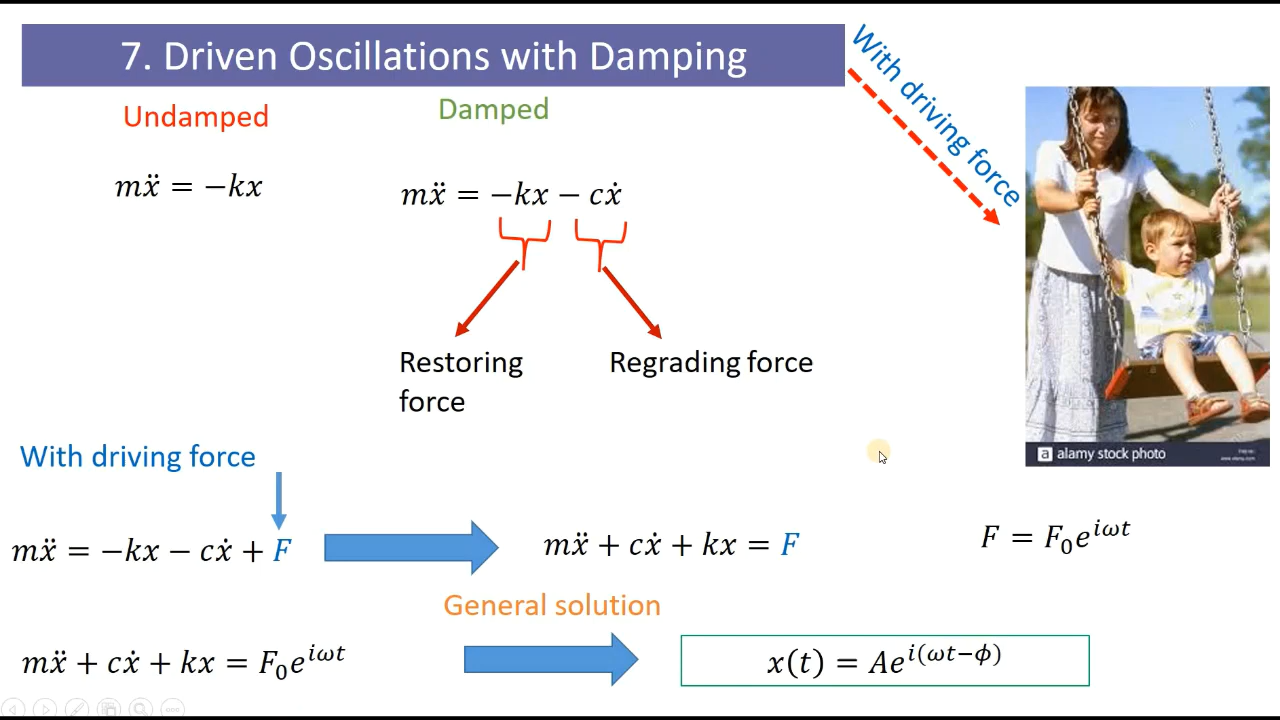 7. Driven Oscillations with Damping
With driving force
Undamped
Damped
mẍ = −kx
mẍ = −kx − cẋ
Restoring
force
Regrading force
a alamy stock photo
With driving force
mẍ = −kx − cẋ + F
mẍ + cẋ + kx = F
F = F₀e^{iωt}
General solution
mẍ + cẋ + kx = F₀e^{iωt}
x(t) = Ae^{i(ωt−ϕ)}